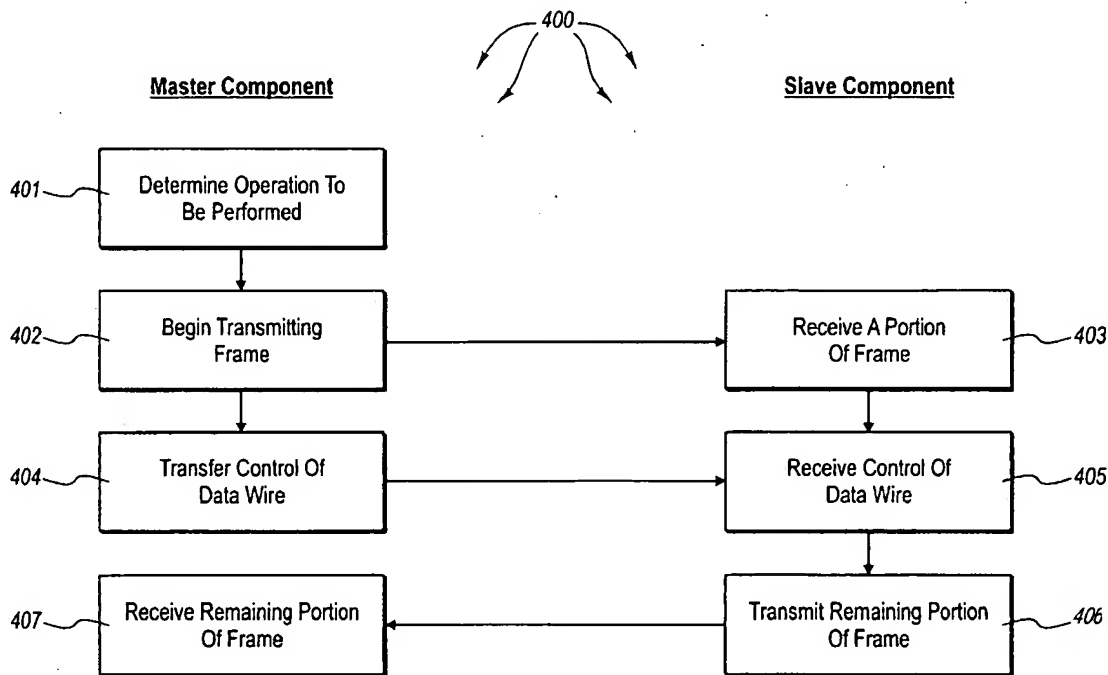 400
Master Component
Slave Component
401
Determine Operation To
Be Performed
402
Begin Transmitting
Frame
Receive A Portion
Of Frame
403
404
Transfer Control Of
Data Wire
Receive Control Of
Data Wire
405
407
Receive Remaining Portion
Of Frame
Transmit Remaining Portion
Of Frame
406